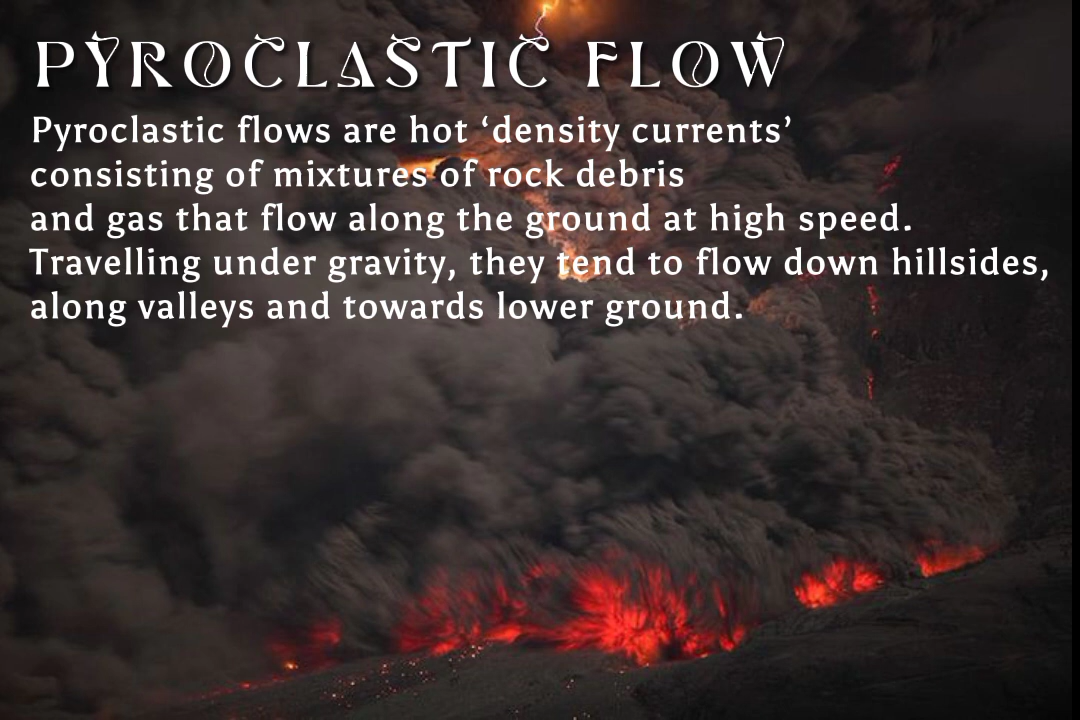 PYROCLASTIC FLOW
Pyroclastic flows are hot ‘density currents’
consisting of mixtures of rock debris
and gas that flow along the ground at high speed.
Travelling under gravity, they tend to flow down hillsides,
along valleys and towards lower ground.